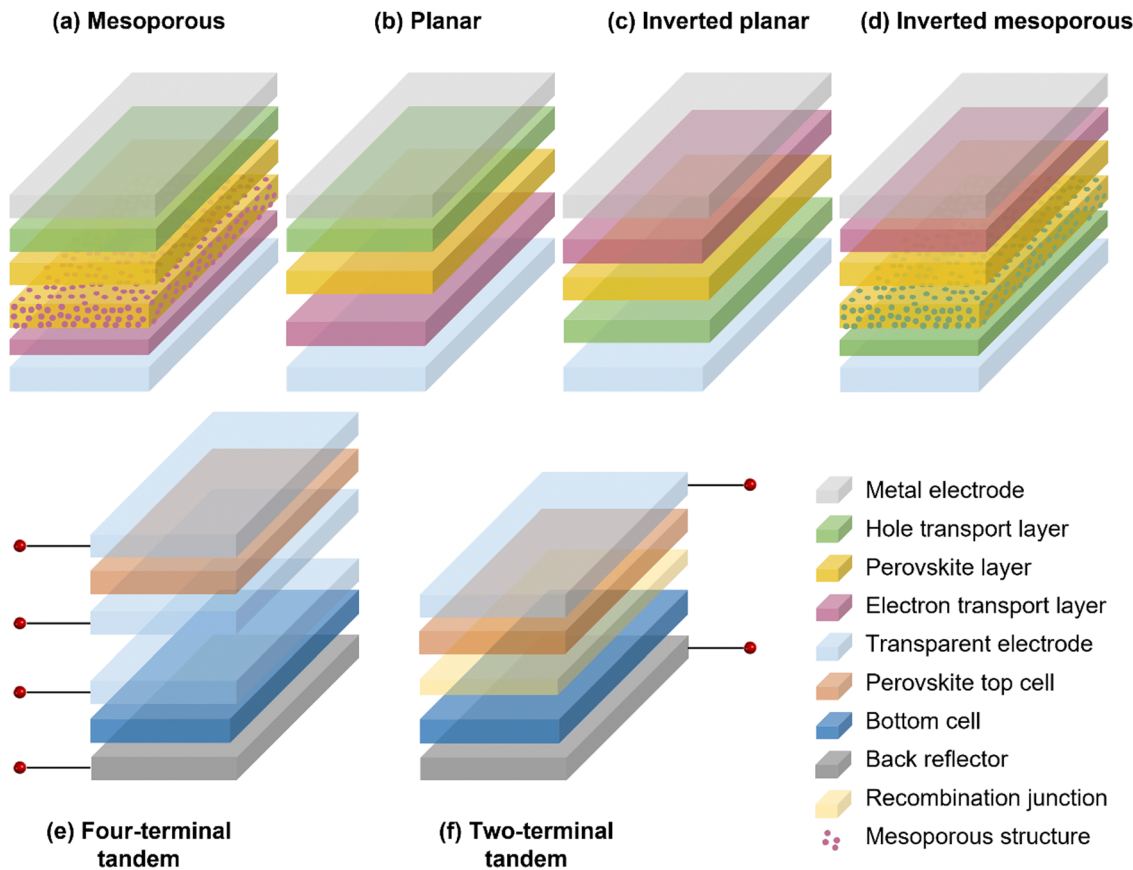 (a) Mesoporous
(b) Planar
(c) Inverted planar
(d) Inverted mesoporous
Metal electrode
Hole transport layer
Perovskite layer
Electron transport layer
Transparent electrode
Perovskite top cell
Bottom cell
Back reflector
Recombination junction
Mesoporous structure
(e) Four-terminal
tandem
(f) Two-terminal
tandem